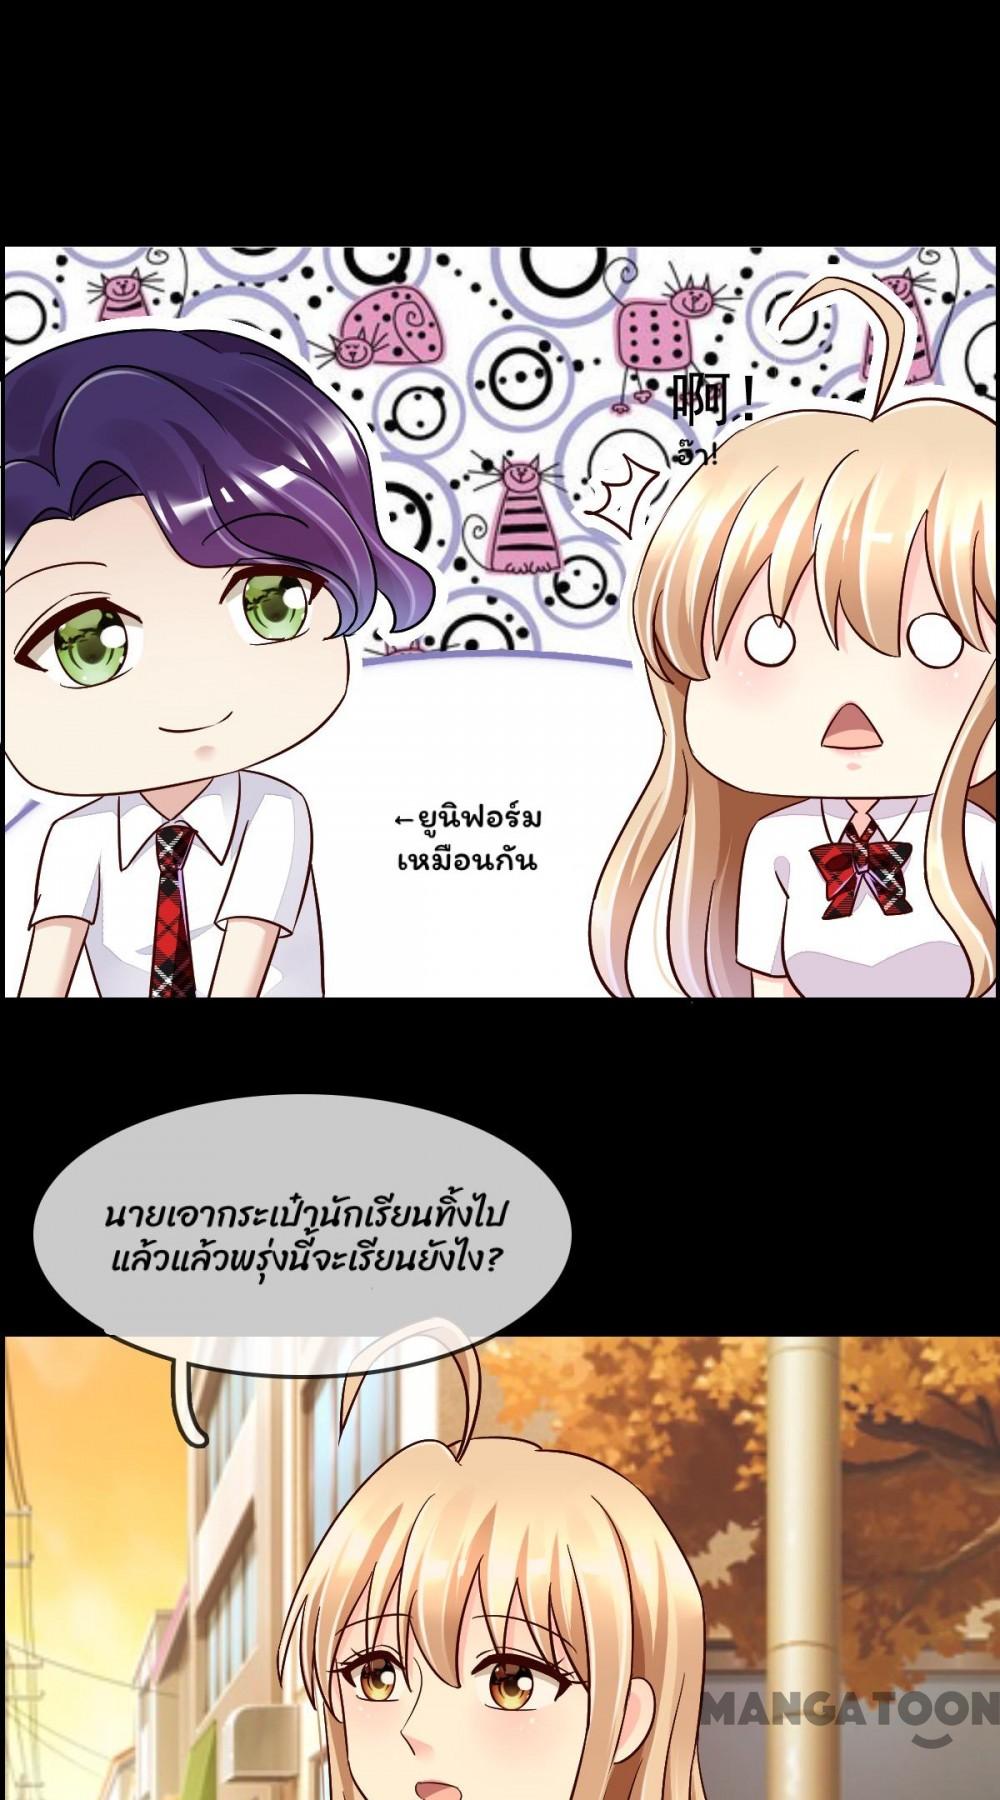 啊！
อ๊า!
←ยูนิฟอร์ม
เหมือนกัน
นายเอากระเป๋านักเรียนทิ้งไป
แล้วแล้วพรุ่งนี้จะเรียนยังไง?
MANGATOON